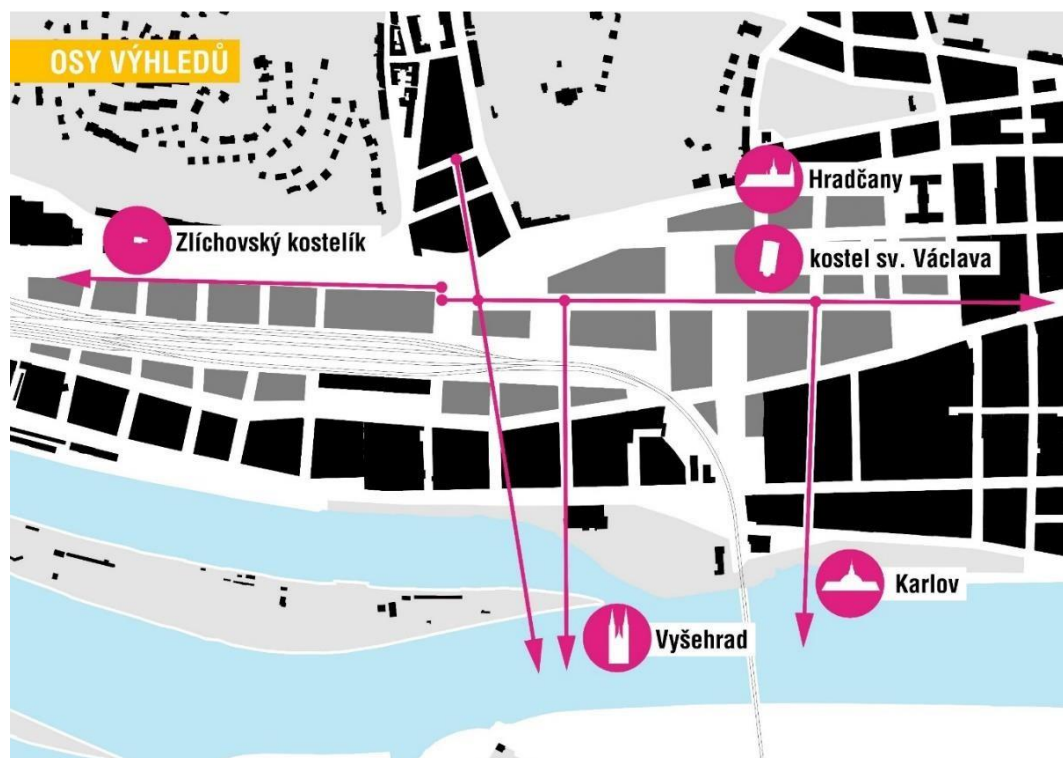 OSY VÝHLEDŮ
Hradčany
Zlíchovský kostelík
kostel sv. Václava
Karlov
Vyšehrad